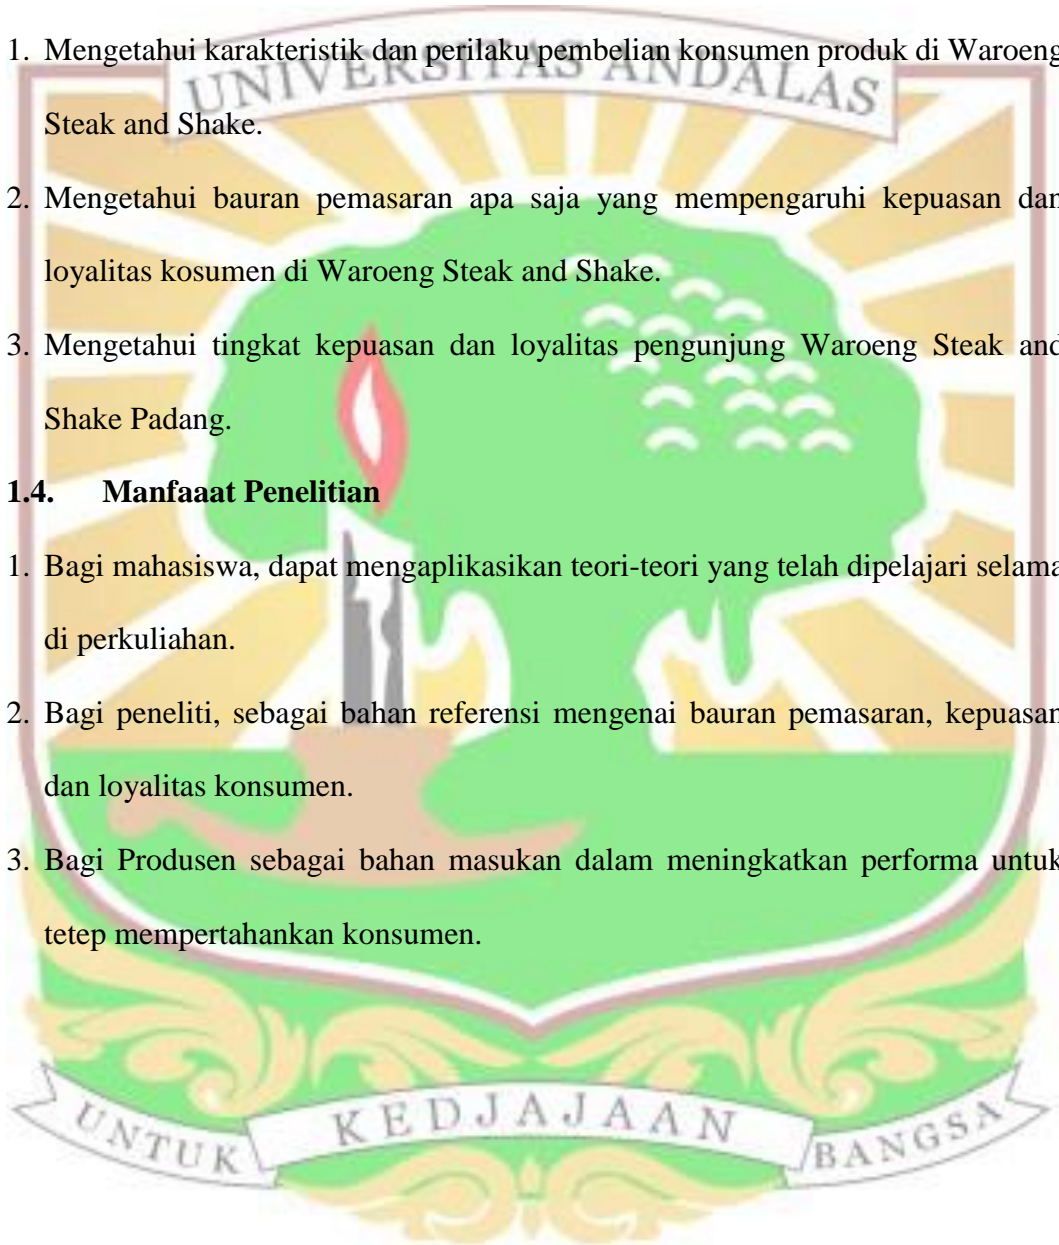 1. Mengetahui karakteristik dan perilaku pembelian konsumen produk di Waroeng
UNIVERSITAS ANDALAS
Steak and Shake.
2. Mengetahui bauran pemasaran apa saja yang mempengaruhi kepuasan dan
loyalitas kosumen di Waroeng Steak and Shake.
3. Mengetahui tingkat kepuasan dan loyalitas pengunjung Waroeng Steak and
Shake Padang.
1.4. Manfaaat Penelitian
1. Bagi mahasiswa, dapat mengaplikasikan teori-teori yang telah dipelajari selama
di perkuliahan.
2. Bagi peneliti, sebagai bahan referensi mengenai bauran pemasaran, kepuasan
dan loyalitas konsumen.
3. Bagi Produsen sebagai bahan masukan dalam meningkatkan performa untuk
tetep mempertahankan konsumen.
UNTUK KEDJAJAAN BANGSA